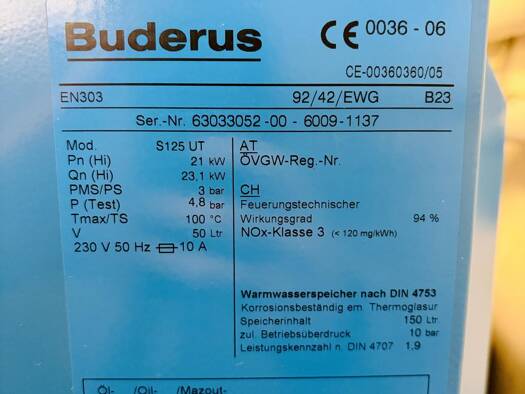 Buderus CE 0036 - 06
CE-00360360/05
EN303 92/42/EWG B23
Ser.-Nr. 63033052 -00 - 6009-1137
Mod. S125 UT
Pn (Hi) 21 kW
Qn (Hi) 23,1 kW
PMS/PS 3 bar
P (Test) 4,8 bar
Tmax/TS 100 °C
V 50 Ltr
230 V 50 Hz 10 A
AT
ÖVGW-Reg.-Nr.
CH
Feuerungstechnischer
Wirkungsgrad 94 %
NOx-Klasse 3 (< 120 mg/kWh)
Warmwasserspeicher nach DIN 4753
Korrosionsbeständig em. Thermoglasur
Speicherinhalt 150 Ltr
zul. Betriebsüberdruck 10 bar
Leistungskennzahl n. DIN 4707 1,9
Öl- /Oil- /Mazout-